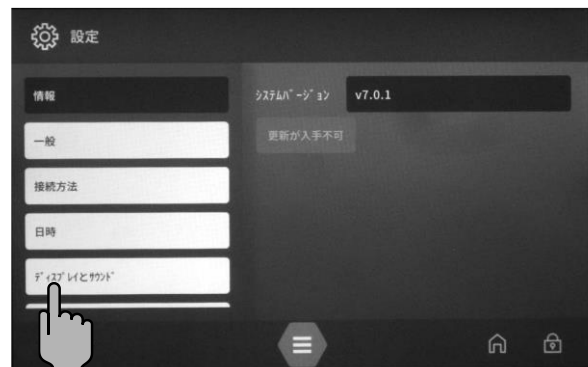 設定
情報
ｼｽﾃﾑﾊﾞｰｼﾞｮﾝ v7.0.1
一般
更新が入手不可
接続方法
日時
ﾃﾞｨｽﾌﾟﾚｲとｻｳﾝﾄﾞ